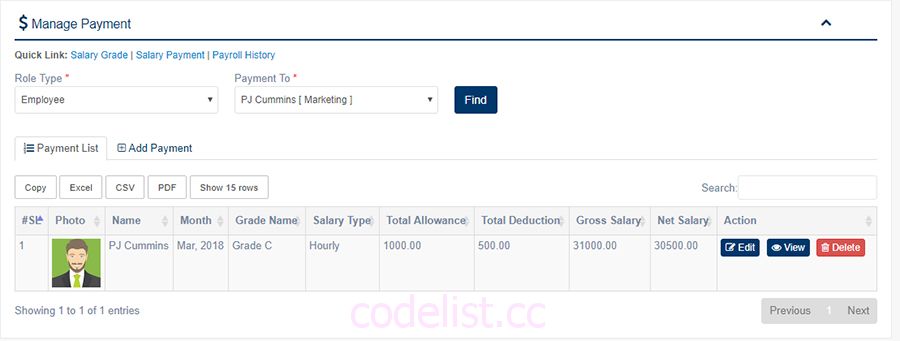 $ Manage Payment
Quick Link: Salary Grade | Salary Payment | Payroll History
Role Type * Payment To *
Employee PJ Cummins [ Marketing ] Find
Payment List Add Payment
Copy Excel CSV PDF Show 15 rows Search:
#SL Photo Name Month Grade Name Salary Type Total Allowance Total Deduction Gross Salary Net Salary Action
1 PJ Cummins Mar, 2018 Grade C Hourly 1000.00 500.00 31000.00 30500.00 Edit View Delete
Showing 1 to 1 of 1 entries Previous 1 Next
codelist.cc